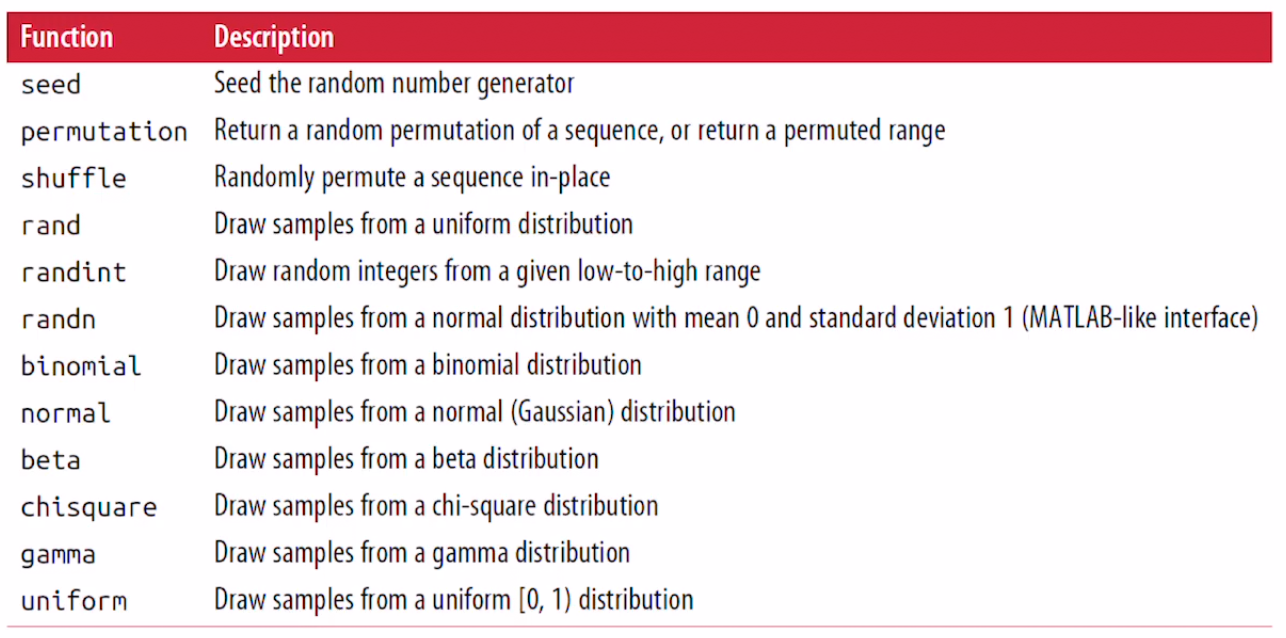 Function Description
seed Seed the random number generator
permutation Return a random permutation of a sequence, or return a permuted range
shuffle Randomly permute a sequence in-place
rand Draw samples from a uniform distribution
randint Draw random integers from a given low-to-high range
randn Draw samples from a normal distribution with mean 0 and standard deviation 1 (MATLAB-like interface)
binomial Draw samples from a binomial distribution
normal Draw samples from a normal (Gaussian) distribution
beta Draw samples from a beta distribution
chisquare Draw samples from a chi-square distribution
gamma Draw samples from a gamma distribution
uniform Draw samples from a uniform [0, 1) distribution